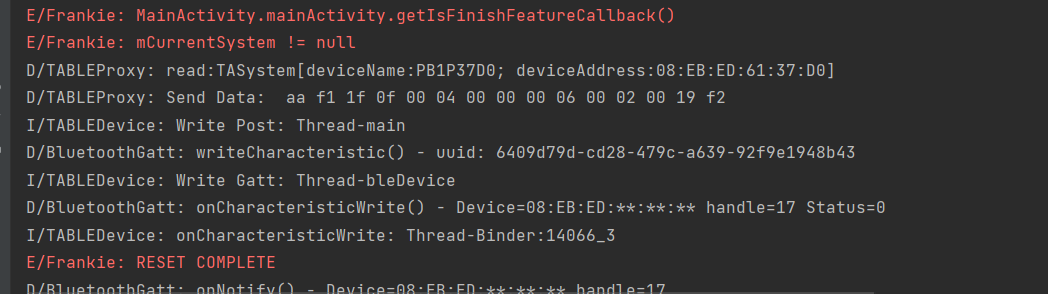 E/Frankie: MainActivity.mainActivity.getIsFinishFeatureCallback()
E/Frankie: mCurrentSystem != null
D/TABLEProxy: read:TASystem[deviceName:PB1P37D0; deviceAddress:08:EB:ED:61:37:D0]
D/TABLEProxy: Send Data:  aa f1 1f 0f 00 04 00 00 00 06 00 02 00 19 f2
I/TABLEDevice: Write Post: Thread-main
D/BluetoothGatt: writeCharacteristic() - uuid: 6409d79d-cd28-479c-a639-92f9e1948b43
I/TABLEDevice: Write Gatt: Thread-bleDevice
D/BluetoothGatt: onCharacteristicWrite() - Device=08:EB:ED:**:**:** handle=17 Status=0
I/TABLEDevice: onCharacteristicWrite: Thread-Binder:14066_3
E/Frankie: RESET COMPLETE
D/BluetoothGatt: onNotify() - Device=08:EB:ED:**:**:** handle=17